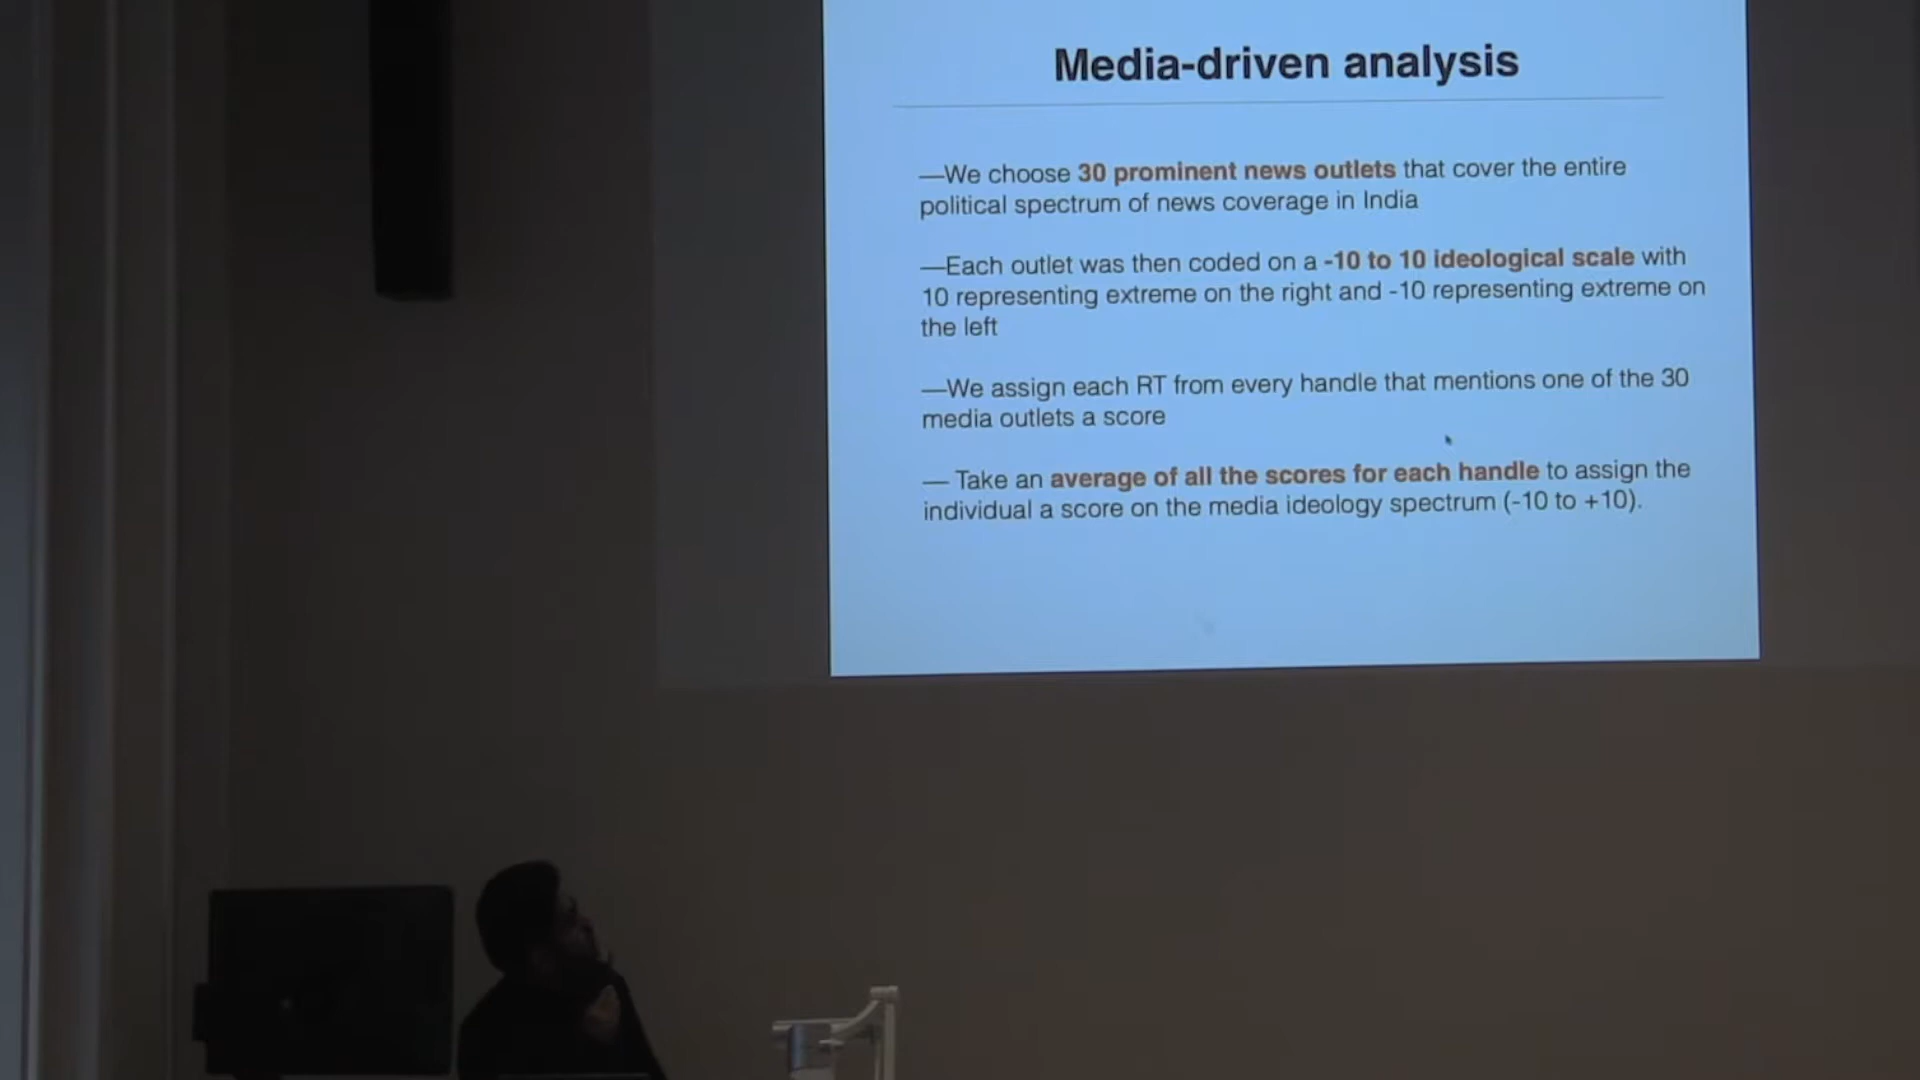 Media-driven analysis
—We choose 30 prominent news outlets that cover the entire
political spectrum of news coverage in India
—Each outlet was then coded on a -10 to 10 ideological scale with
10 representing extreme on the right and -10 representing extreme on
the left
—We assign each RT from every handle that mentions one of the 30
media outlets a score
— Take an average of all the scores for each handle to assign the
individual a score on the media ideology spectrum (-10 to +10).